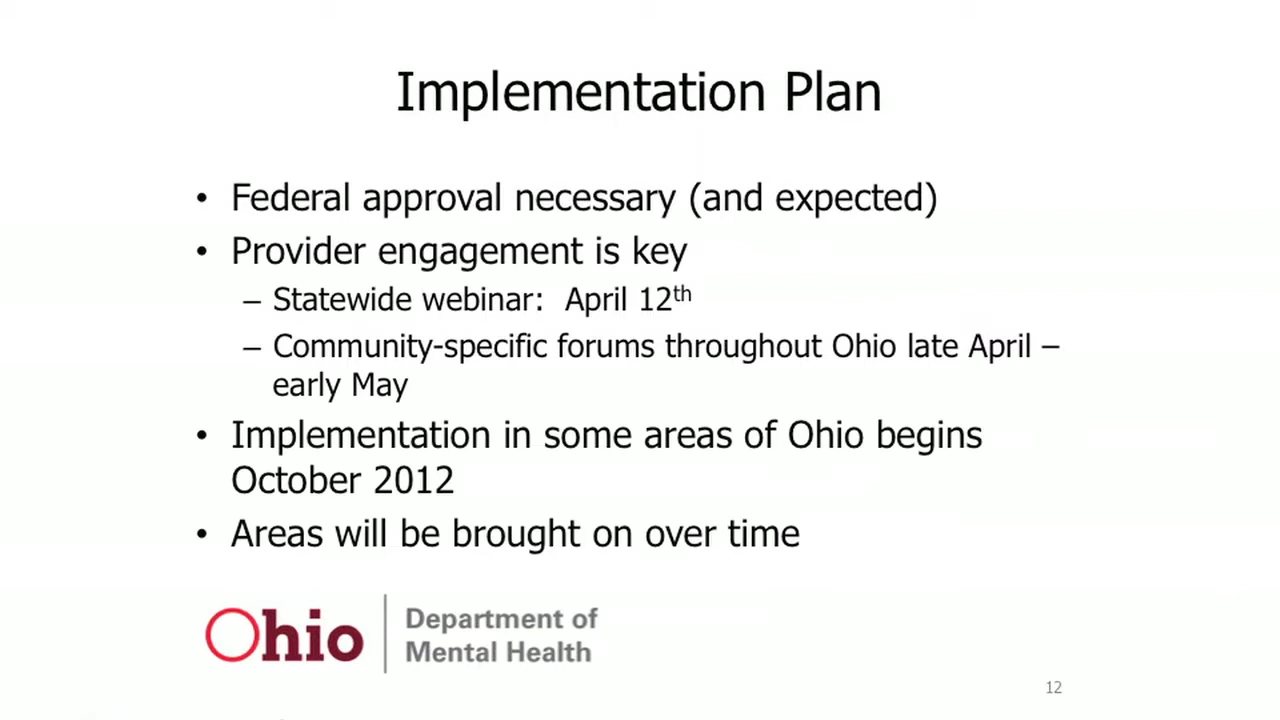 Implementation Plan
• Federal approval necessary (and expected)
• Provider engagement is key
– Statewide webinar:  April 12th
– Community-specific forums throughout Ohio late April –
early May
• Implementation in some areas of Ohio begins
October 2012
• Areas will be brought on over time
Ohio
Department of
Mental Health
12